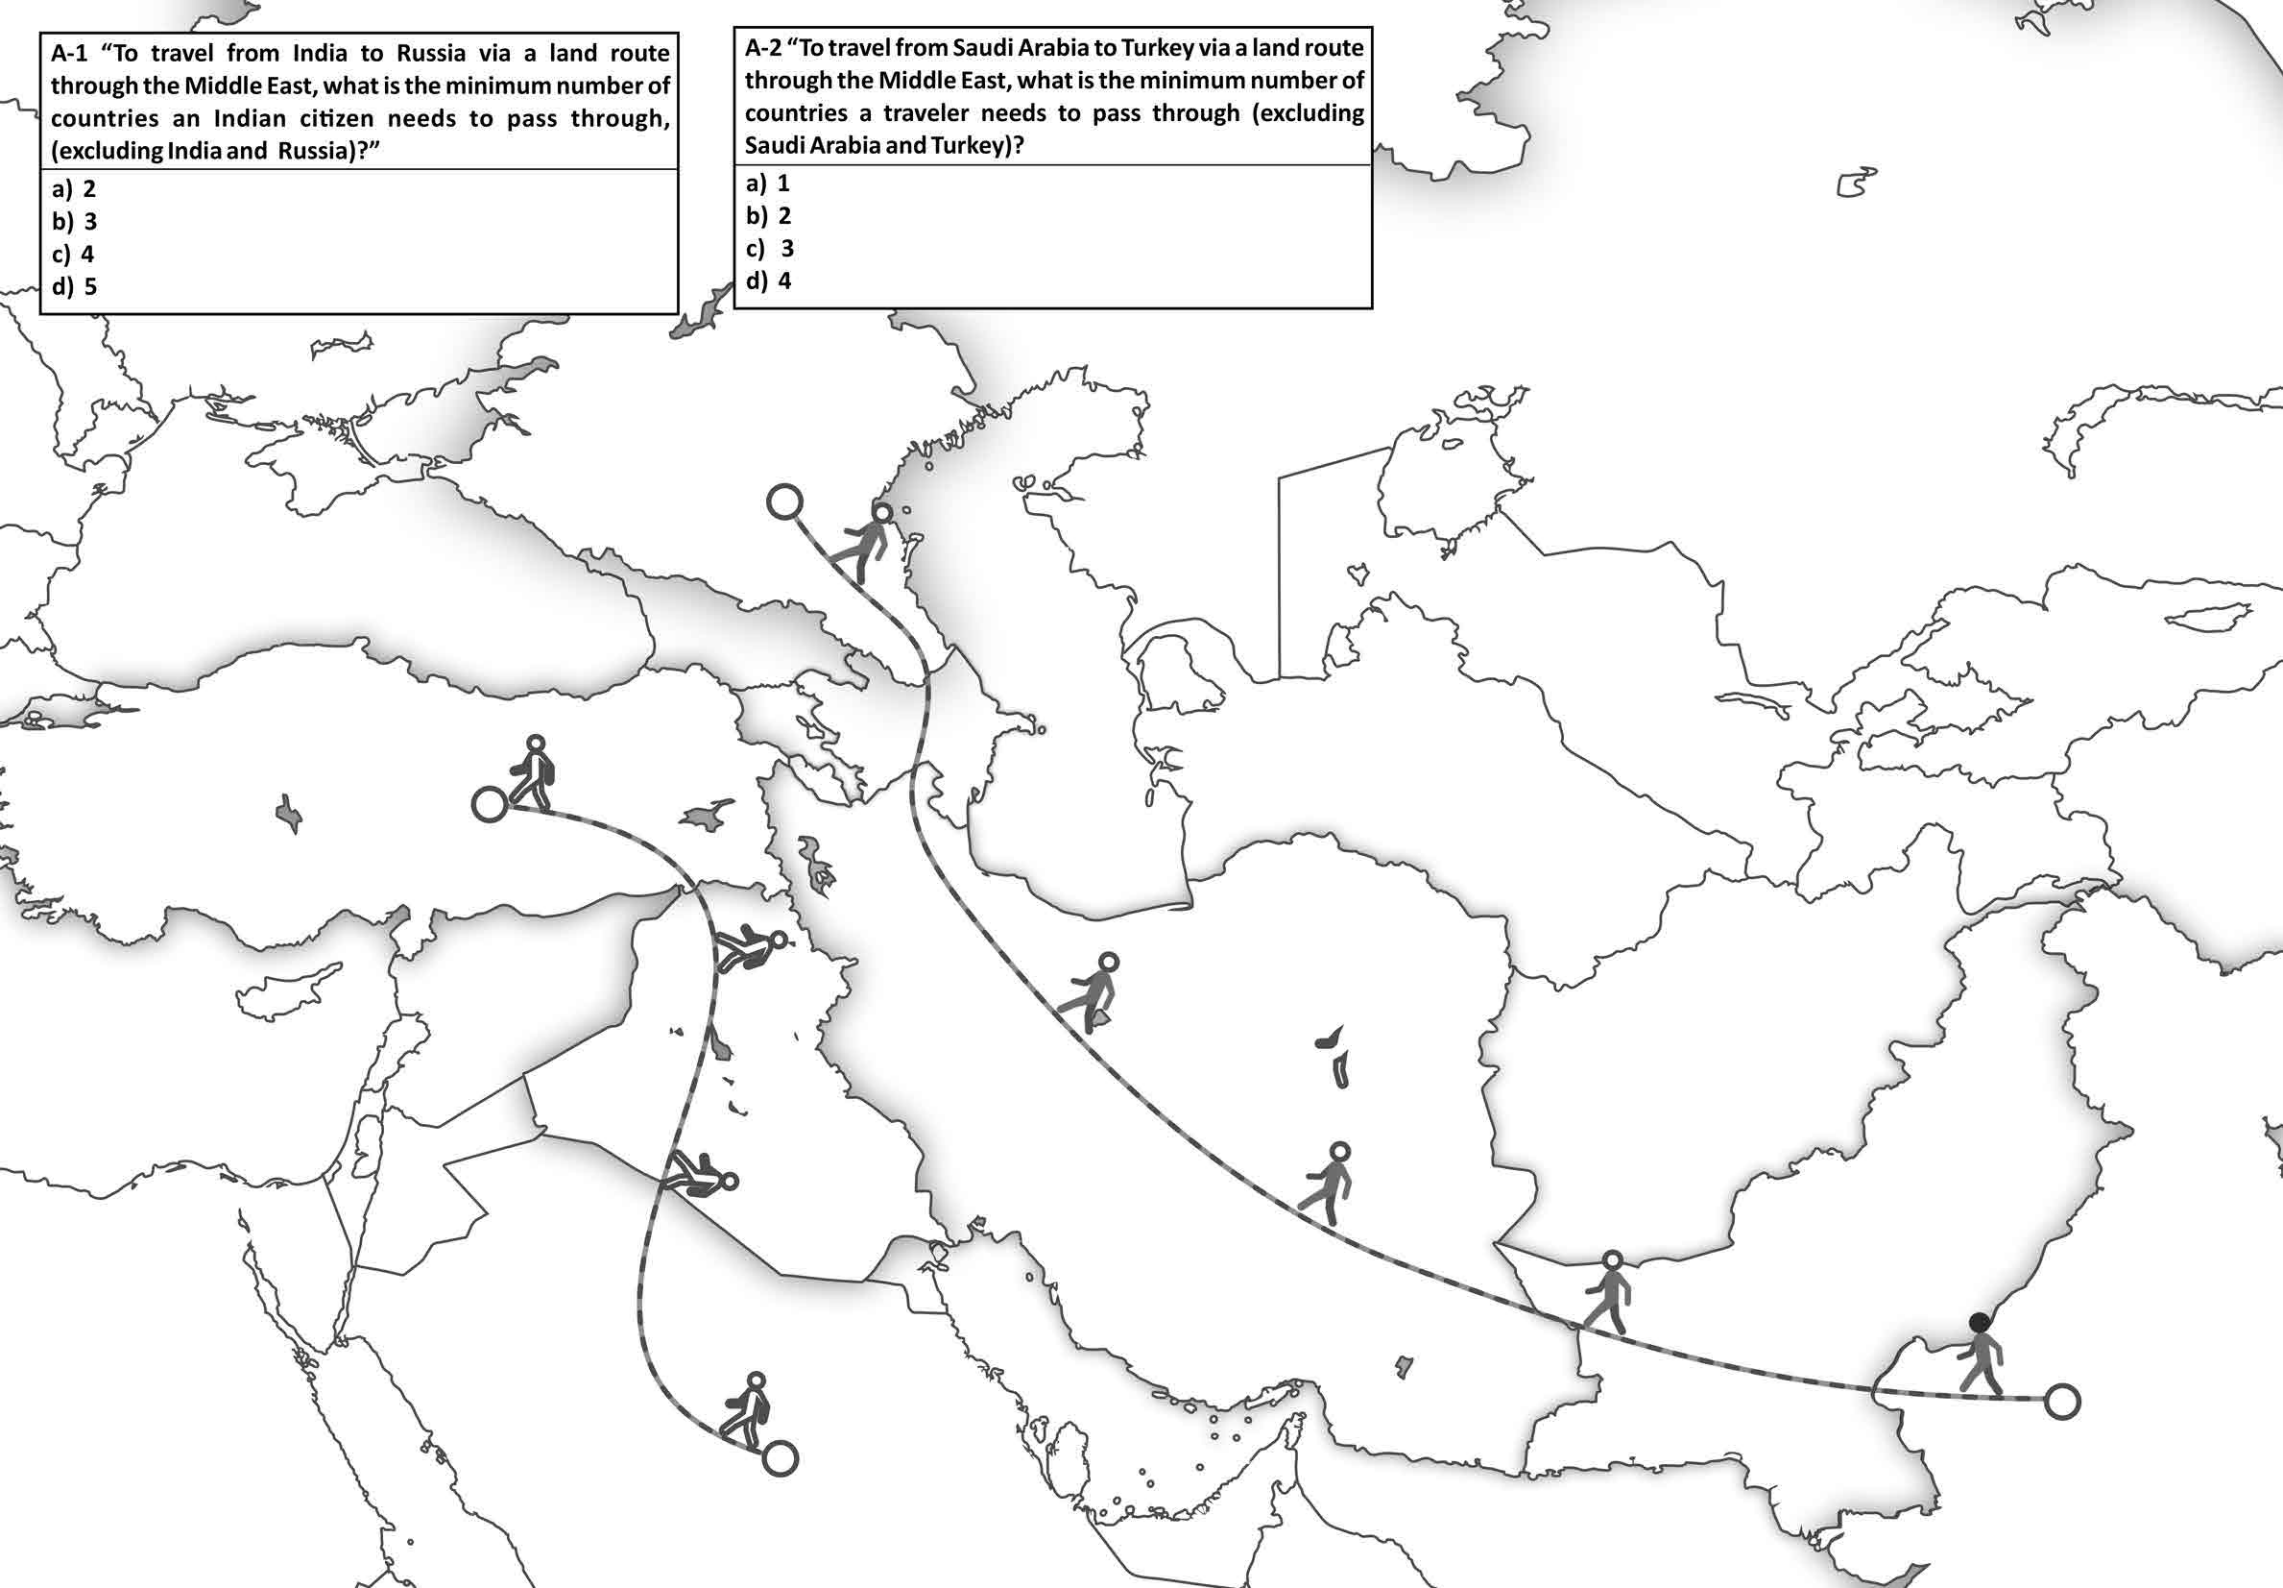 A-1 “To travel from India to Russia via a land route
through the Middle East, what is the minimum number of
countries an Indian citizen needs to pass through,
(excluding India and Russia)?”
a) 2
b) 3
c) 4
d) 5
A-2 “To travel from Saudi Arabia to Turkey via a land route
through the Middle East, what is the minimum number of
countries a traveler needs to pass through (excluding
Saudi Arabia and Turkey)?
a) 1
b) 2
c) 3
d) 4